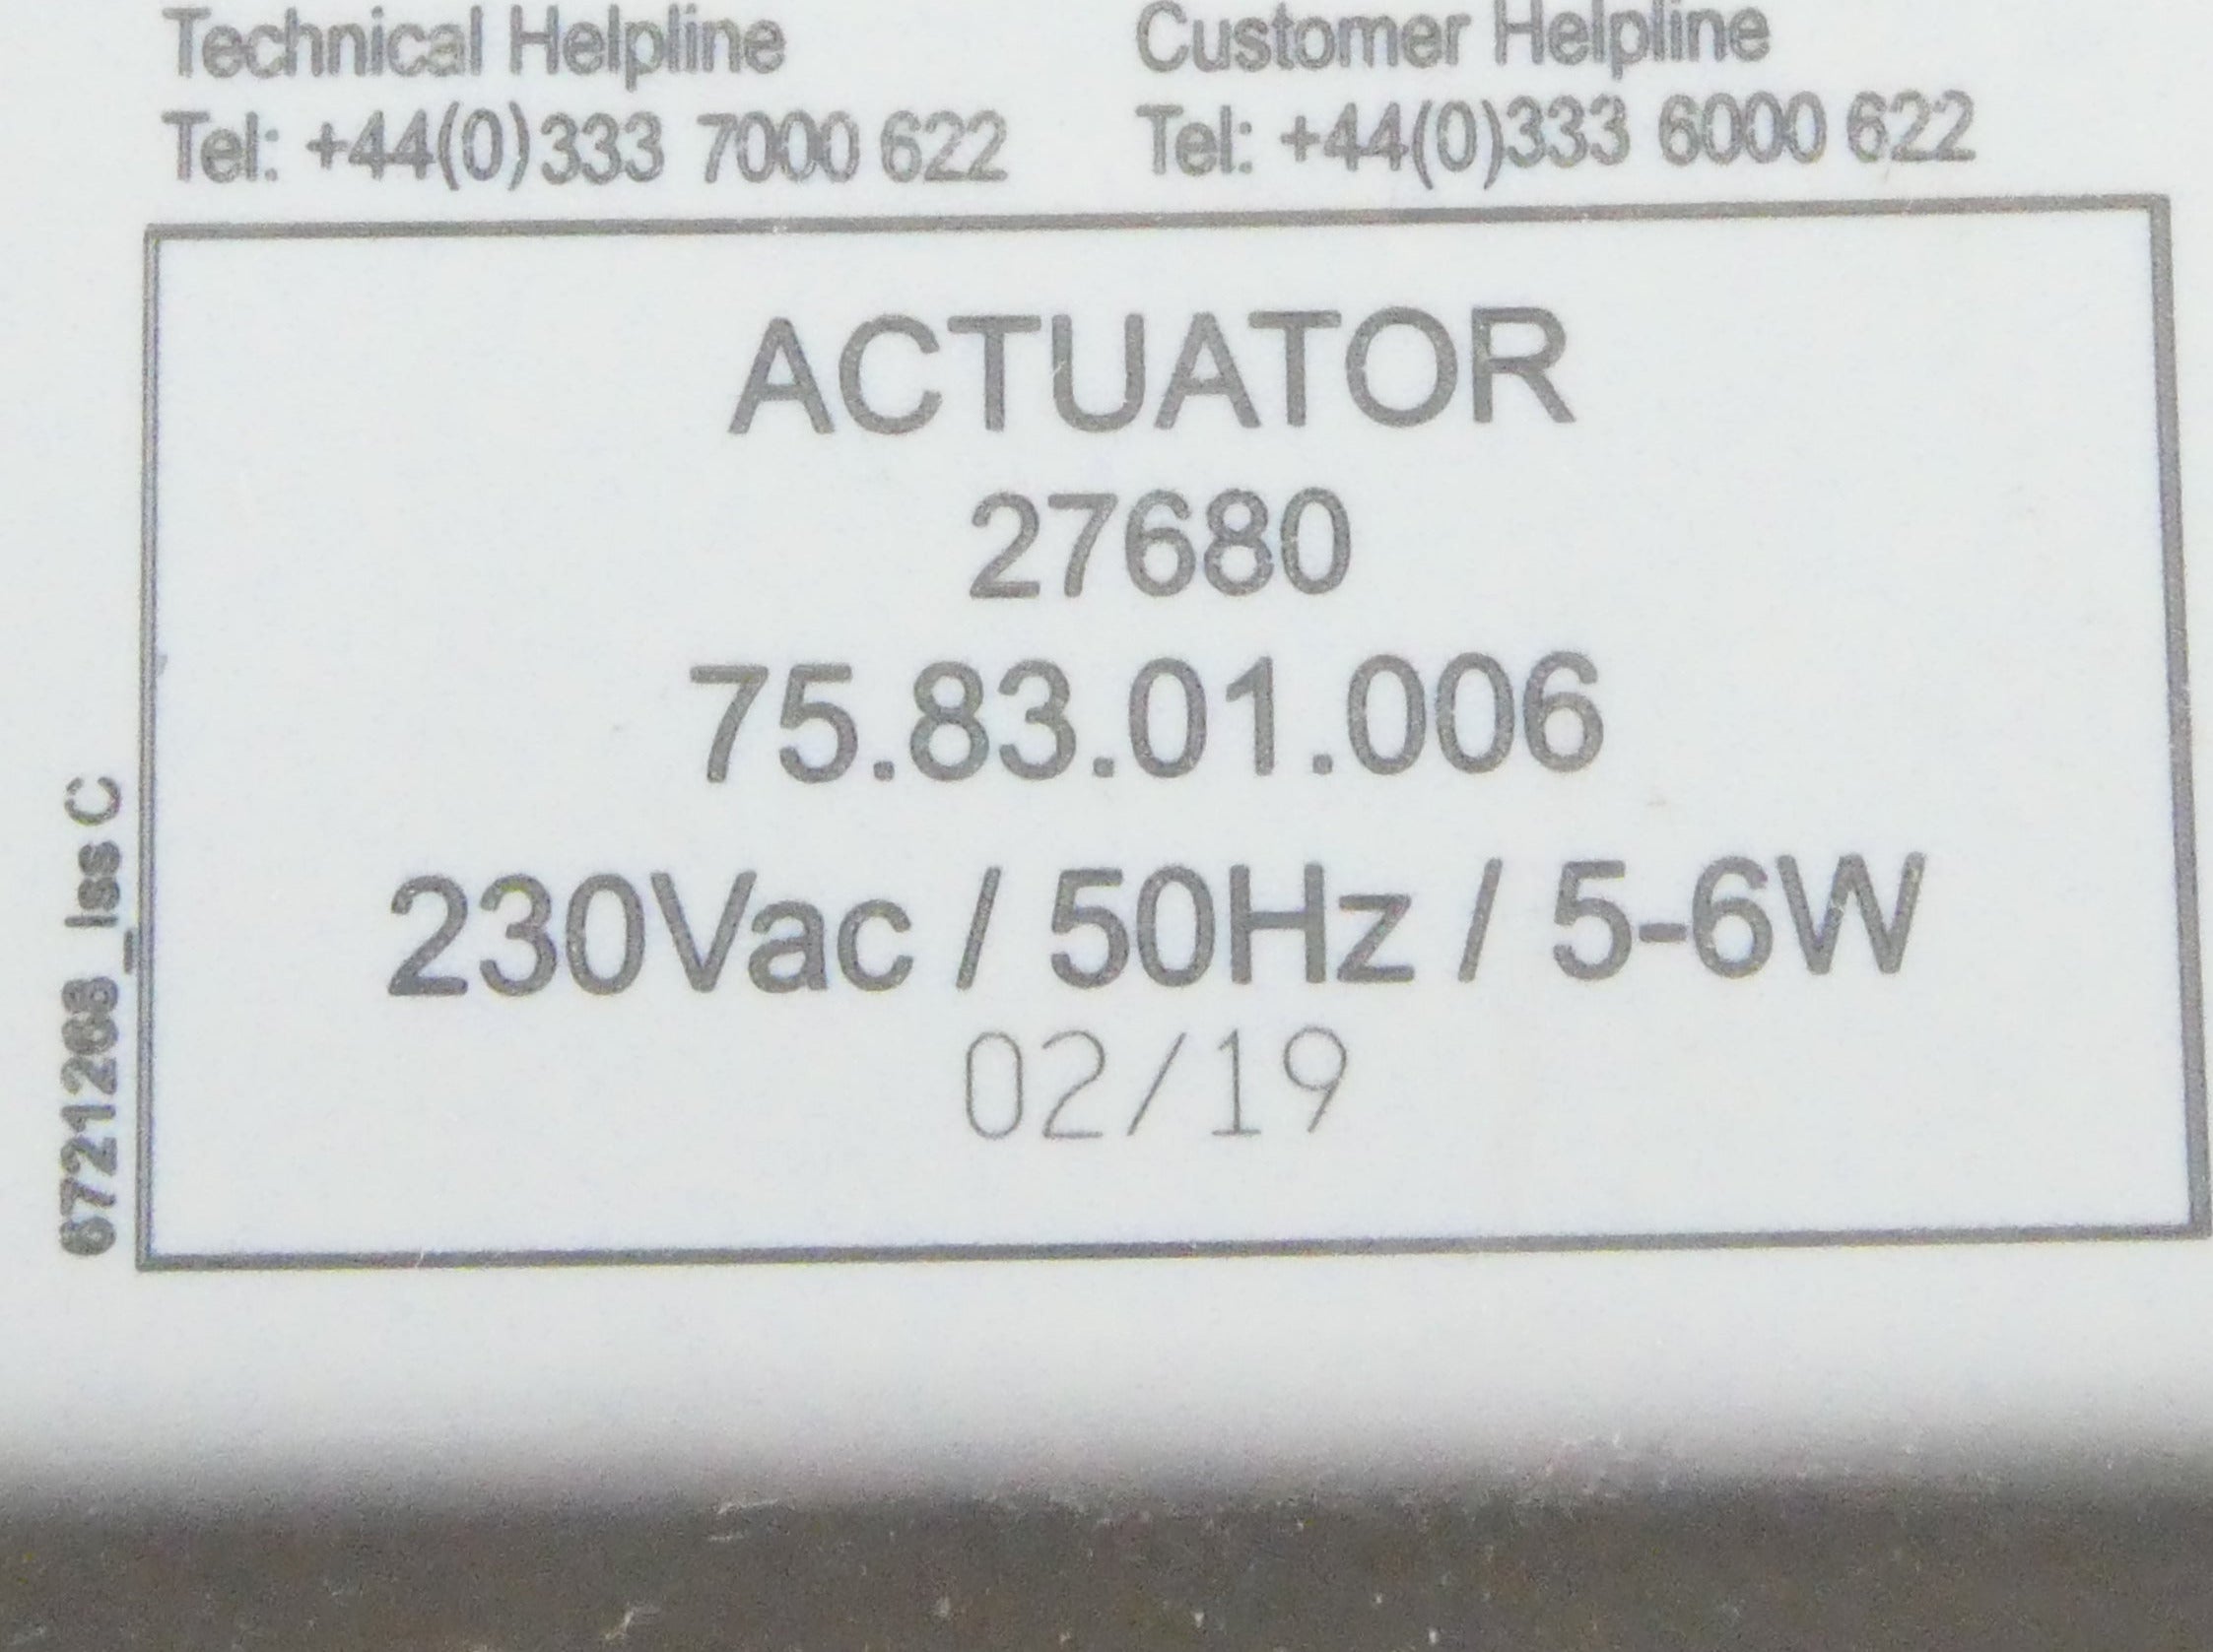 Technical Helpline
Customer Helpline
Tel: +44(0)333 7000 622
Tel: +44(0)333 6000 622
ACTUATOR
27680
75.83.01.006
230Vac / 50Hz / 5-6W
02/19
6721268_Iss C